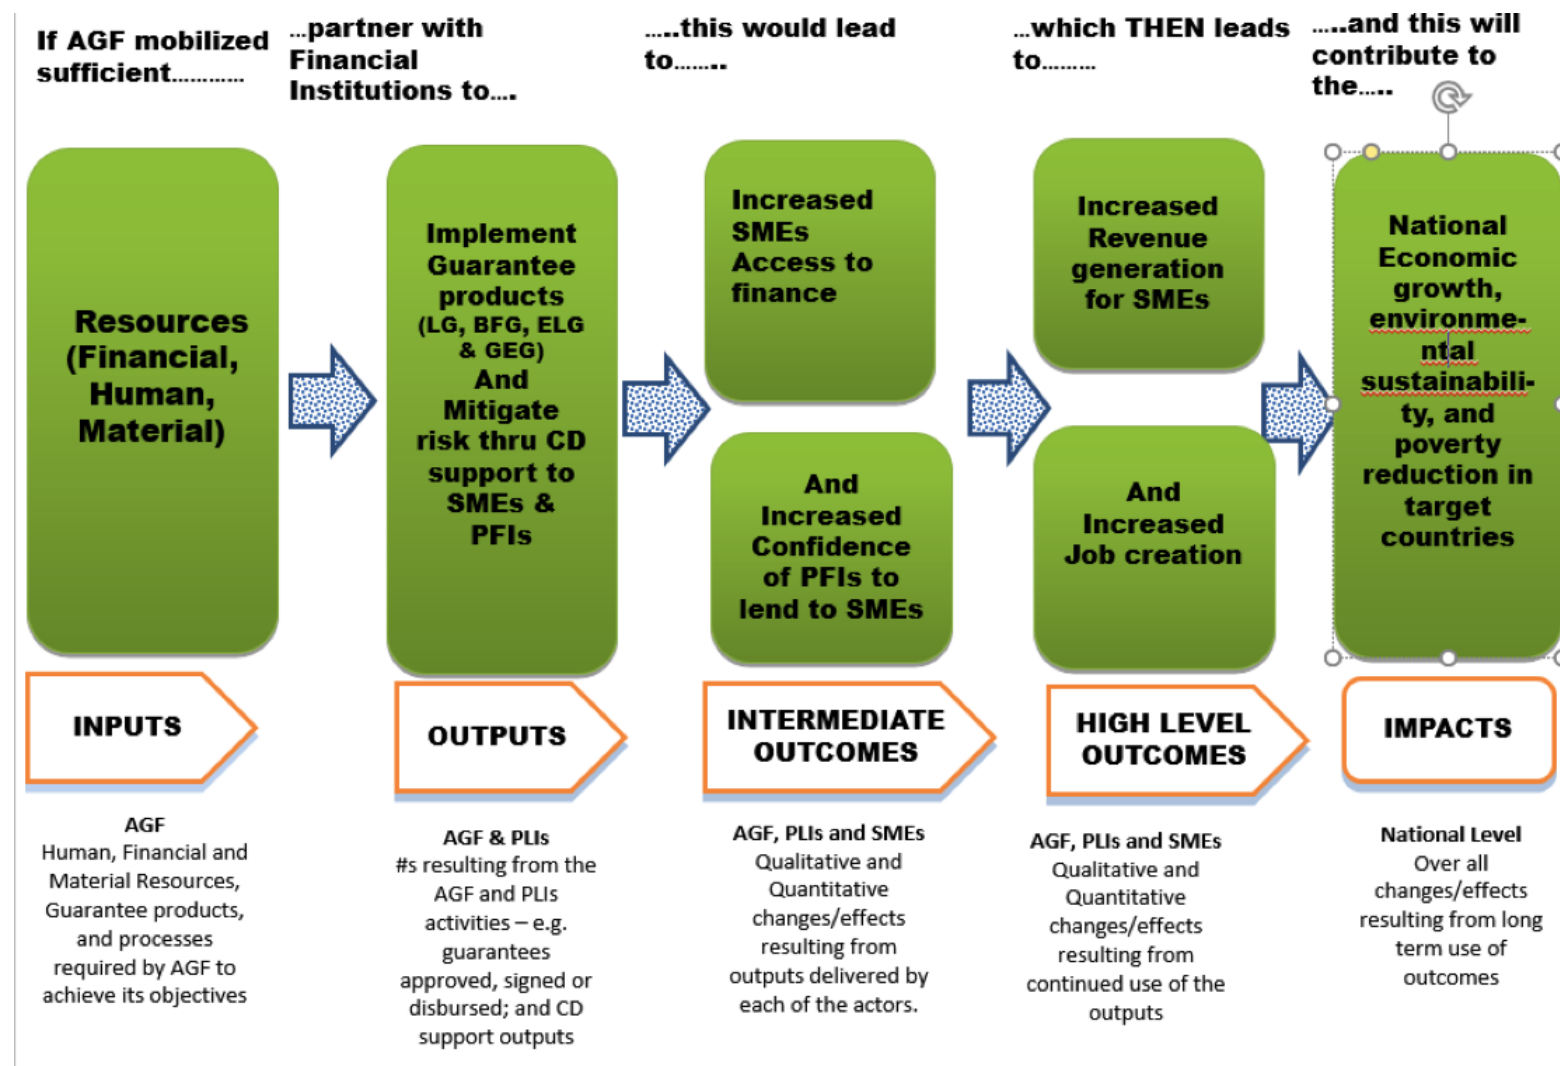 If AGF mobilized
sufficient…………
…partner with
Financial
Institutions to….
…..this would lead
to……..
…which THEN leads
to………
…..and this will
contribute to
the…..
Resources
(Financial,
Human,
Material)
Implement
Guarantee
products
(LG, BFG, ELG
& GEG)
And
Mitigate
risk thru CD
support to
SMEs &
PFIs
Increased
SMEs
Access to
finance
And
Increased
Confidence
of PFIs to
lend to SMEs
Increased
Revenue
generation
for SMEs
And
Increased
Job creation
National
Economic
growth,
environme-
ntal
sustainabili-
ty, and
poverty
reduction in
target
countries
INPUTS
OUTPUTS
INTERMEDIATE
OUTCOMES
HIGH LEVEL
OUTCOMES
IMPACTS
AGF
Human, Financial and
Material Resources,
Guarantee products,
and processes
required by AGF to
achieve its objectives
AGF & PLIs
#s resulting from the
AGF and PLIs
activities – e.g.
guarantees
approved, signed or
disbursed; and CD
support outputs
AGF, PLIs and SMEs
Qualitative and
Quantitative
changes/effects
resulting from
outputs delivered by
each of the actors.
AGF, PLIs and SMEs
Qualitative and
Quantitative
changes/effects
resulting from
continued use of the
outputs
National Level
Over all
changes/effects
resulting from long
term use of
outcomes